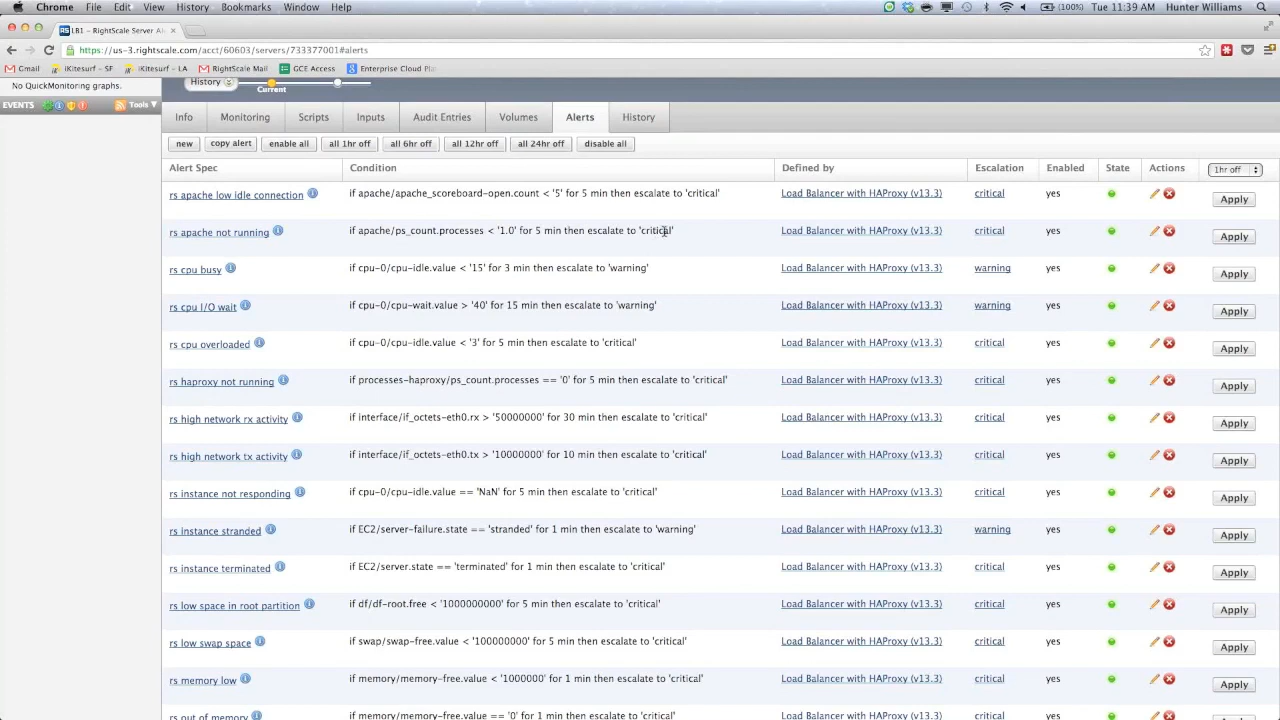 Chrome File Edit View History Bookmarks Window Help (100%) Tue 11:39 AM Hunter Williams
LB1 - RightScale Server Ale
https://us-3.rightscale.com/acct/60603/servers/733377001#alerts
Gmail iKitesurf - SF iKitesurf - LA RightScale Mail GCE Access Enterprise Cloud Pla
No QuickMonitoring graphs.
History
Current
EVENTS Tools
Info Monitoring Scripts Inputs Audit Entries Volumes Alerts History
new copy alert enable all all 1hr off all 6hr off all 12hr off all 24hr off disable all
Alert Spec Condition Defined by Escalation Enabled State Actions 1hr off
rs apache low idle connection if apache/apache_scoreboard-open.count < '5' for 5 min then escalate to 'critical' Load Balancer with HAProxy (v13.3) critical yes Apply
rs apache not running if apache/ps_count.processes < '1.0' for 5 min then escalate to 'critical' Load Balancer with HAProxy (v13.3) critical yes Apply
rs cpu busy if cpu-0/cpu-idle.value < '15' for 3 min then escalate to 'warning' Load Balancer with HAProxy (v13.3) warning yes Apply
rs cpu I/O wait if cpu-0/cpu-wait.value > '40' for 15 min then escalate to 'warning' Load Balancer with HAProxy (v13.3) warning yes Apply
rs cpu overloaded if cpu-0/cpu-idle.value < '3' for 5 min then escalate to 'critical' Load Balancer with HAProxy (v13.3) critical yes Apply
rs haproxy not running if processes-haproxy/ps_count.processes == '0' for 5 min then escalate to 'critical' Load Balancer with HAProxy (v13.3) critical yes Apply
rs high network rx activity if interface/if_octets-eth0.rx > '50000000' for 30 min then escalate to 'critical' Load Balancer with HAProxy (v13.3) critical yes Apply
rs high network tx activity if interface/if_octets-eth0.tx > '10000000' for 10 min then escalate to 'critical' Load Balancer with HAProxy (v13.3) critical yes Apply
rs instance not responding if cpu-0/cpu-idle.value == 'NaN' for 5 min then escalate to 'critical' Load Balancer with HAProxy (v13.3) critical yes Apply
rs instance stranded if EC2/server-failure.state == 'stranded' for 1 min then escalate to 'warning' Load Balancer with HAProxy (v13.3) warning yes Apply
rs instance terminated if EC2/server.state == 'terminated' for 1 min then escalate to 'critical' Load Balancer with HAProxy (v13.3) critical yes Apply
rs low space in root partition if df/df-root.free < '1000000000' for 5 min then escalate to 'critical' Load Balancer with HAProxy (v13.3) critical yes Apply
rs low swap space if swap/swap-free.value < '100000000' for 5 min then escalate to 'critical' Load Balancer with HAProxy (v13.3) critical yes Apply
rs memory low if memory/memory-free.value < '1000000' for 1 min then escalate to 'critical' Load Balancer with HAProxy (v13.3) critical yes Apply
rs out of memory if memory/memory-free.value == '0' for 1 min then escalate to 'critical' Load Balancer with HAProxy (v13.3) critical yes